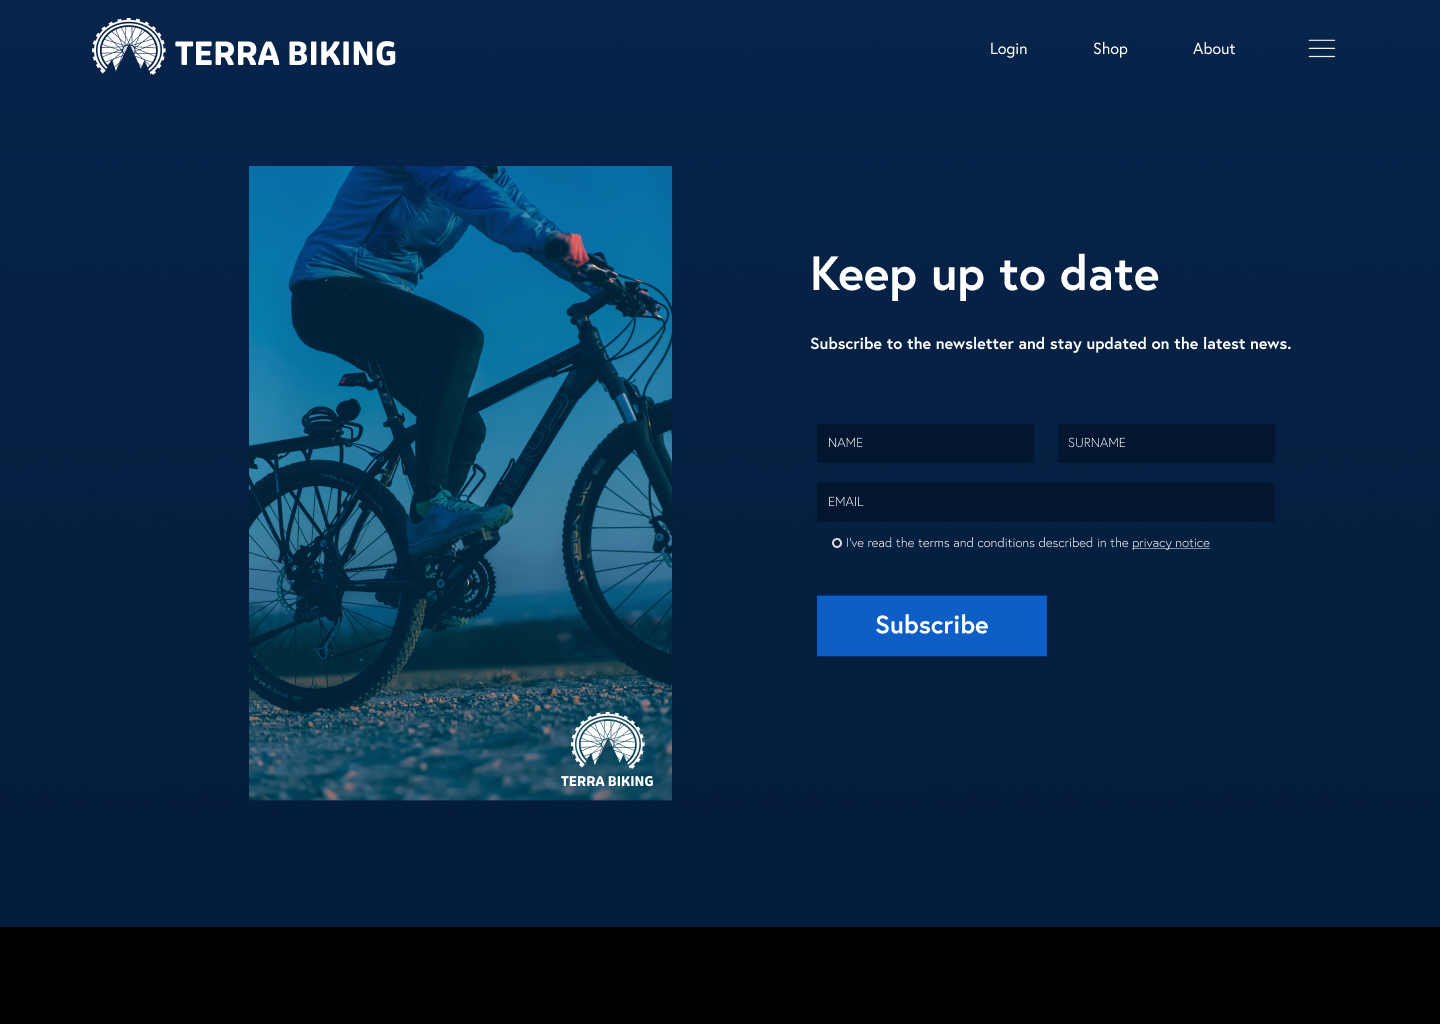 TERRA BIKING
Login
Shop
About
Keep up to date
Subscribe to the newsletter and stay updated on the latest news.
NAME
SURNAME
EMAIL
I've read the terms and conditions described in the privacy notice
Subscribe
TERRA BIKING